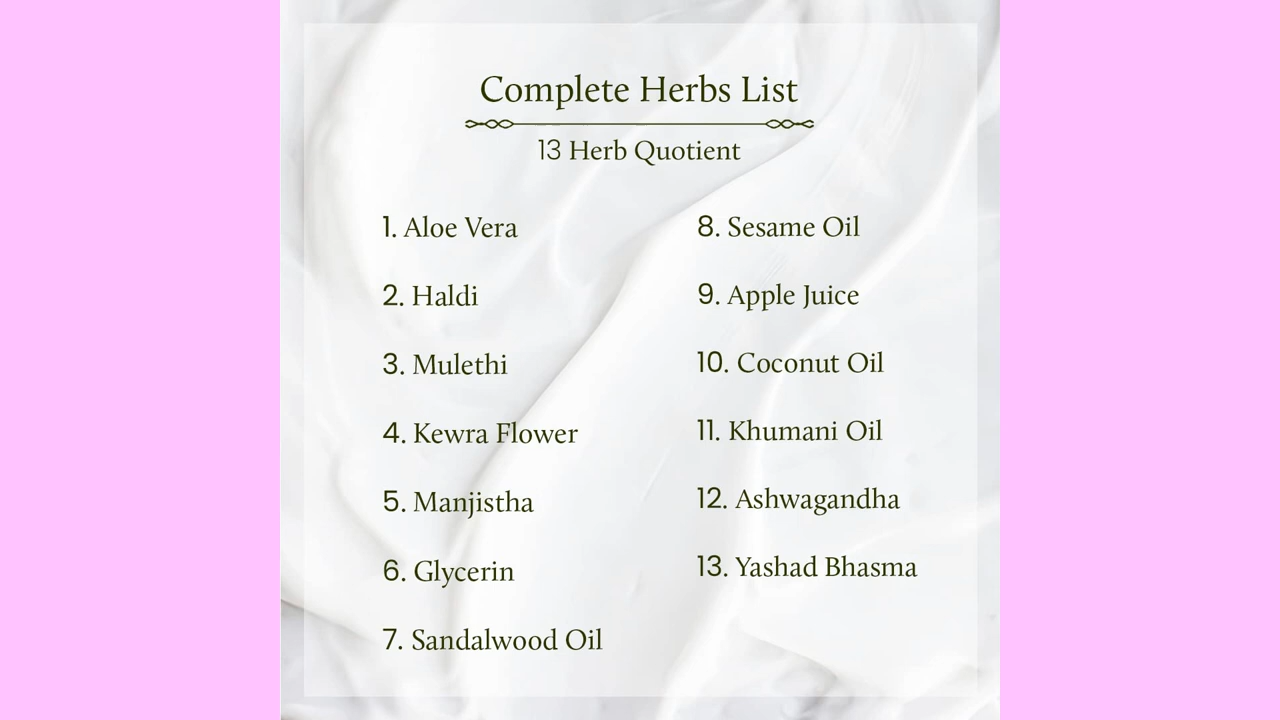 Complete Herbs List
13 Herb Quotient
1. Aloe Vera
2. Haldi
3. Mulethi
4. Kewra Flower
5. Manjistha
6. Glycerin
7. Sandalwood Oil
8. Sesame Oil
9. Apple Juice
10. Coconut Oil
11. Khumani Oil
12. Ashwagandha
13. Yashad Bhasma